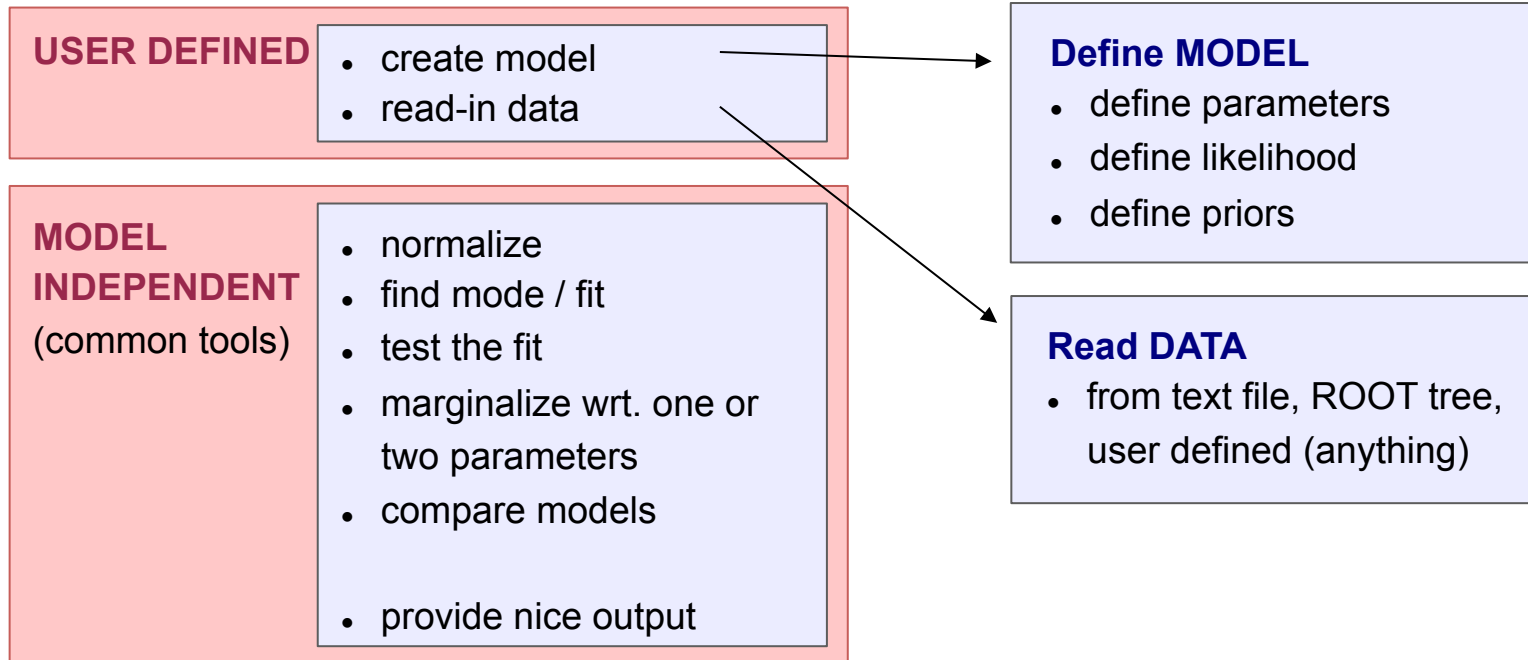 USER DEFINED
• create model
• read-in data
MODEL
INDEPENDENT
(common tools)
• normalize
• find mode / fit
• test the fit
• marginalize wrt. one or
two parameters
• compare models
• provide nice output
Define MODEL
• define parameters
• define likelihood
• define priors
Read DATA
• from text file, ROOT tree,
user defined (anything)